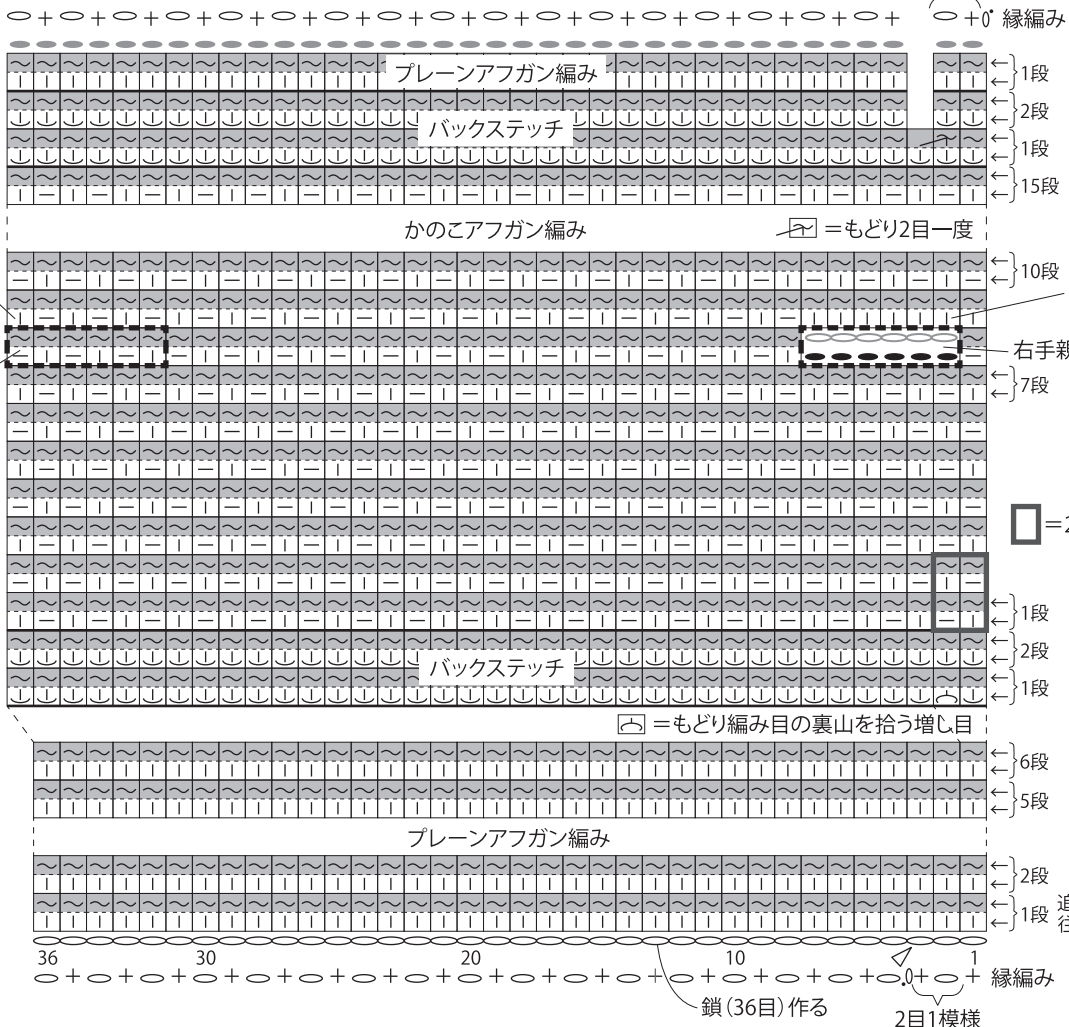 縁編み
プレーンアフガン編み
1段
2段
バックステッチ
1段
15段
かのこアフガン編み
=もどり2目一度
10段
右手親
7段
=2
1段
2段
バックステッチ
1段
=もどり編み目の裏山を拾う増し目
6段
5段
プレーンアフガン編み
2段
1段
36 30 20 10 1
縁編み
鎖(36目)作る
2目1模様